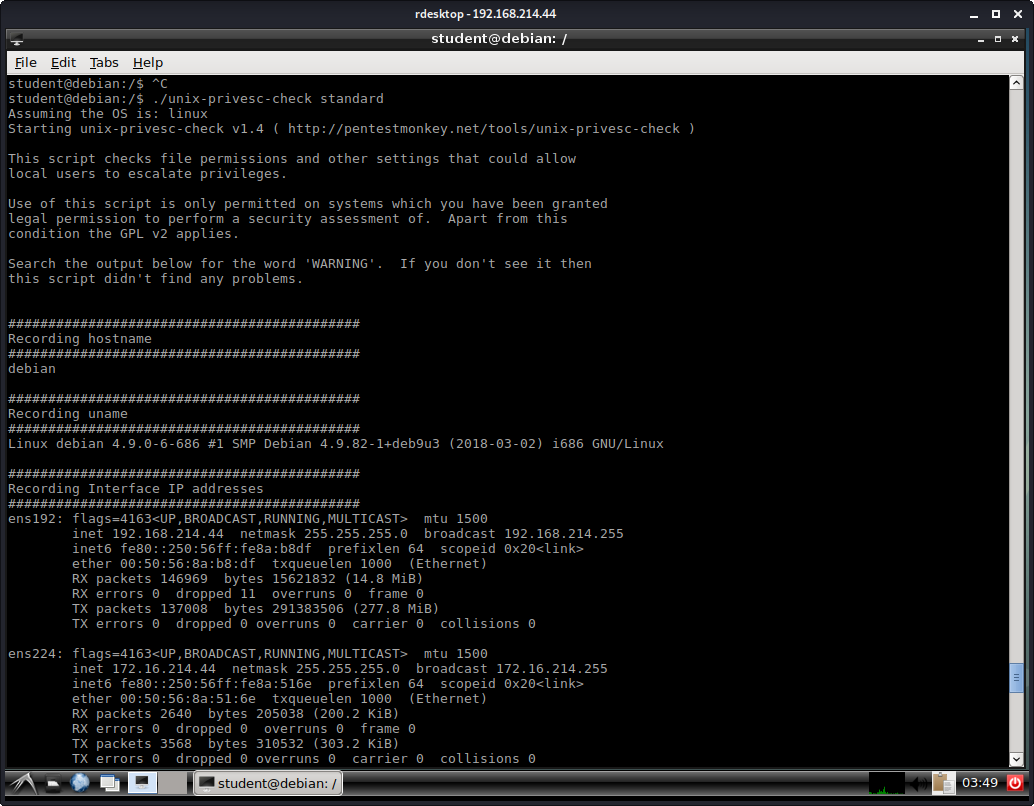 rdesktop - 192.168.214.44
student@debian: /
File Edit Tabs Help
student@debian:/$ ^C
student@debian:/$ ./unix-privesc-check standard
Assuming the OS is: linux
Starting unix-privesc-check v1.4 ( http://pentestmonkey.net/tools/unix-privesc-check )
This script checks file permissions and other settings that could allow
local users to escalate privileges.
Use of this script is only permitted on systems which you have been granted
legal permission to perform a security assessment of.  Apart from this
condition the GPL v2 applies.
Search the output below for the word 'WARNING'.  If you don't see it then
this script didn't find any problems.
############################################
Recording hostname
############################################
debian
############################################
Recording uname
############################################
Linux debian 4.9.0-6-686 #1 SMP Debian 4.9.82-1+deb9u3 (2018-03-02) i686 GNU/Linux
############################################
Recording Interface IP addresses
############################################
ens192: flags=4163<UP,BROADCAST,RUNNING,MULTICAST>  mtu 1500
        inet 192.168.214.44  netmask 255.255.255.0  broadcast 192.168.214.255
        inet6 fe80::250:56ff:fe8a:b8df  prefixlen 64  scopeid 0x20<link>
        ether 00:50:56:8a:b8:df  txqueuelen 1000  (Ethernet)
        RX packets 146969  bytes 15621832 (14.8 MiB)
        RX errors 0  dropped 11  overruns 0  frame 0
        TX packets 137008  bytes 291383506 (277.8 MiB)
        TX errors 0  dropped 0 overruns 0  carrier 0  collisions 0
ens224: flags=4163<UP,BROADCAST,RUNNING,MULTICAST>  mtu 1500
        inet 172.16.214.44  netmask 255.255.255.0  broadcast 172.16.214.255
        inet6 fe80::250:56ff:fe8a:516e  prefixlen 64  scopeid 0x20<link>
        ether 00:50:56:8a:51:6e  txqueuelen 1000  (Ethernet)
        RX packets 2640  bytes 205038 (200.2 KiB)
        RX errors 0  dropped 0  overruns 0  frame 0
        TX packets 3568  bytes 310532 (303.2 KiB)
        TX errors 0  dropped 0 overruns 0  carrier 0  collisions 0
student@debian: /
03:49